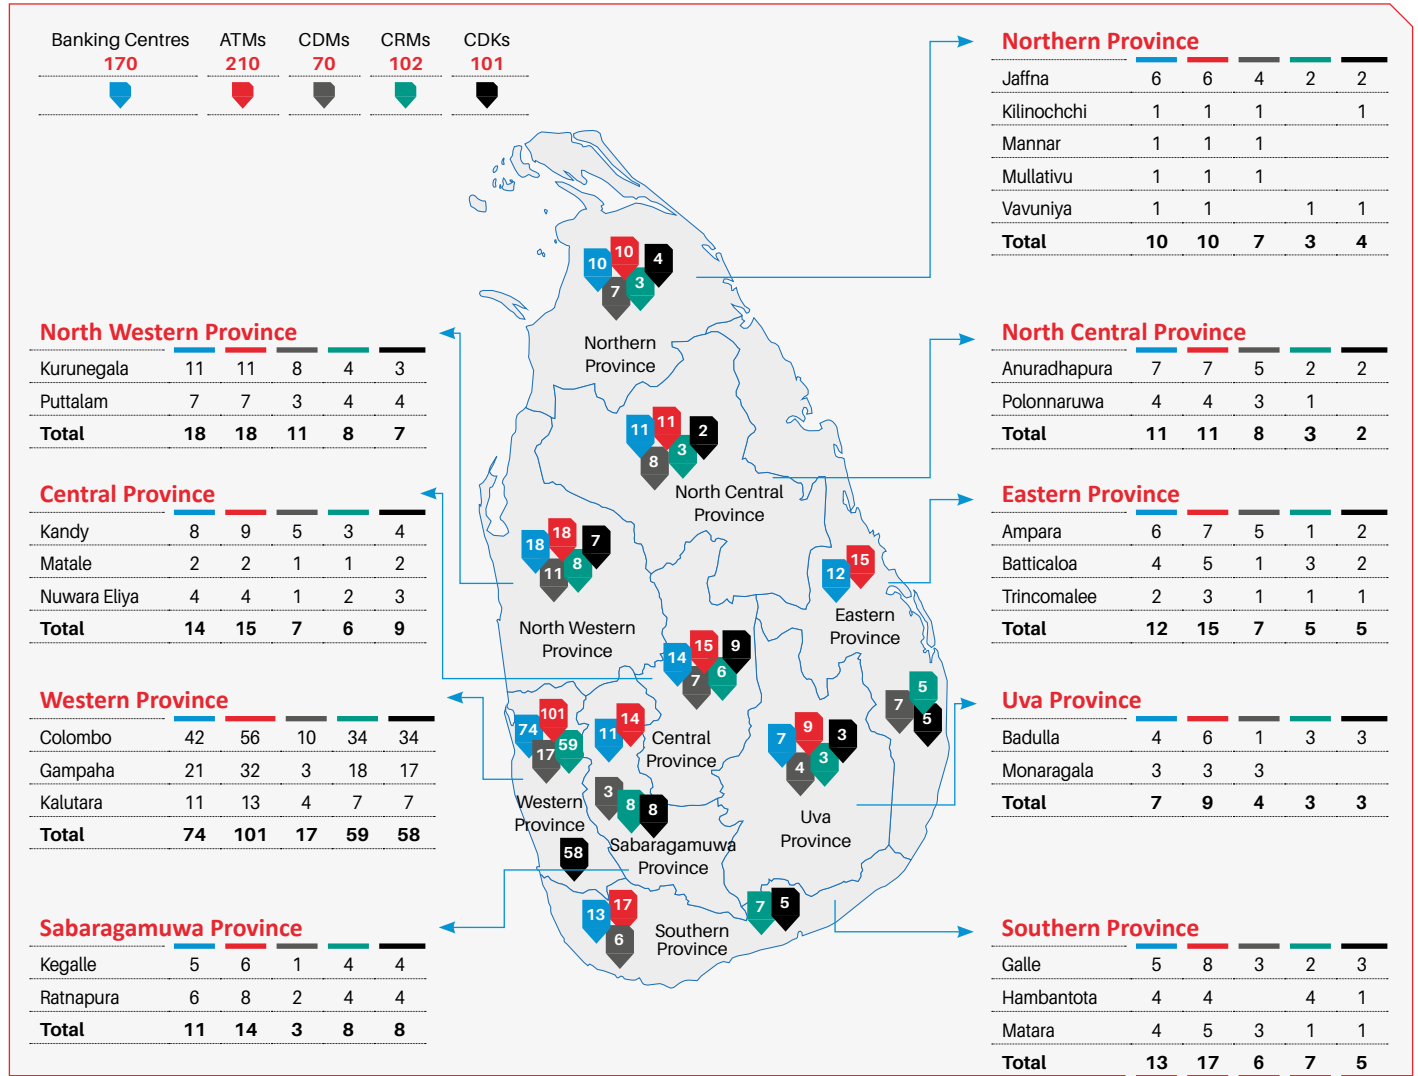 Banking Centres ATMs CDMs CRMs CDKs
170 210 70 102 101
Northern Province
Jaffna 6 6 4 2 2
Kilinochchi 1 1 1 1
Mannar 1 1 1
Mullativu 1 1 1
Vavuniya 1 1 1 1
Total 10 10 7 3 4
North Western Province
Kurunegala 11 11 8 4 3
Puttalam 7 7 3 4 4
Total 18 18 11 8 7
North Central Province
Anuradhapura 7 7 5 2 2
Polonnaruwa 4 4 3 1
Total 11 11 8 3 2
Central Province
Kandy 8 9 5 3 4
Matale 2 2 1 1 2
Nuwara Eliya 4 4 1 2 3
Total 14 15 7 6 9
Eastern Province
Ampara 6 7 5 1 2
Batticaloa 4 5 1 3 2
Trincomalee 2 3 1 1 1
Total 12 15 7 5 5
Western Province
Colombo 42 56 10 34 34
Gampaha 21 32 3 18 17
Kalutara 11 13 4 7 7
Total 74 101 17 59 58
Uva Province
Badulla 4 6 1 3 3
Monaragala 3 3 3
Total 7 9 4 3 3
Sabaragamuwa Province
Kegalle 5 6 1 4 4
Ratnapura 6 8 2 4 4
Total 11 14 3 8 8
Southern Province
Galle 5 8 3 2 3
Hambantota 4 4 4 1
Matara 4 5 3 1 1
Total 13 17 6 7 5
10 10 4
7 3
Northern
Province
11 11 2
8 3
North Central
Province
18 18 7
11 8
North Western
Province
12 15
Eastern
Province
7 5
5
14 15 9
7 6
Central
Province
74 101
17 59
Western
Province
58
11 14
3 8 8
Sabaragamuwa
Province
7 9 3
4 3
Uva
Province
13 17
6
7 5
Southern
Province